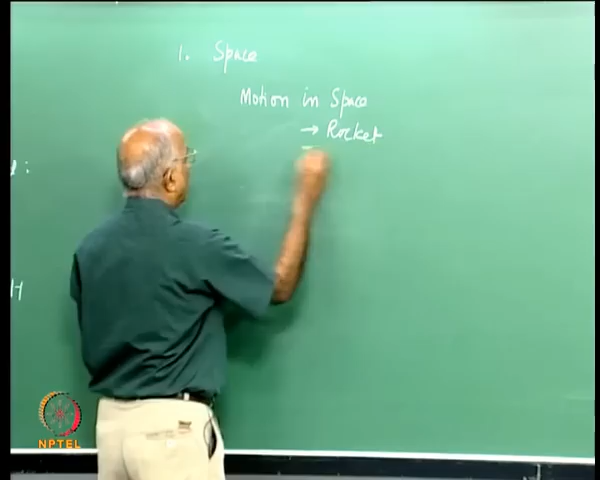 1. Space
Motion in Space
→ Rocket
:
H
NPTEL